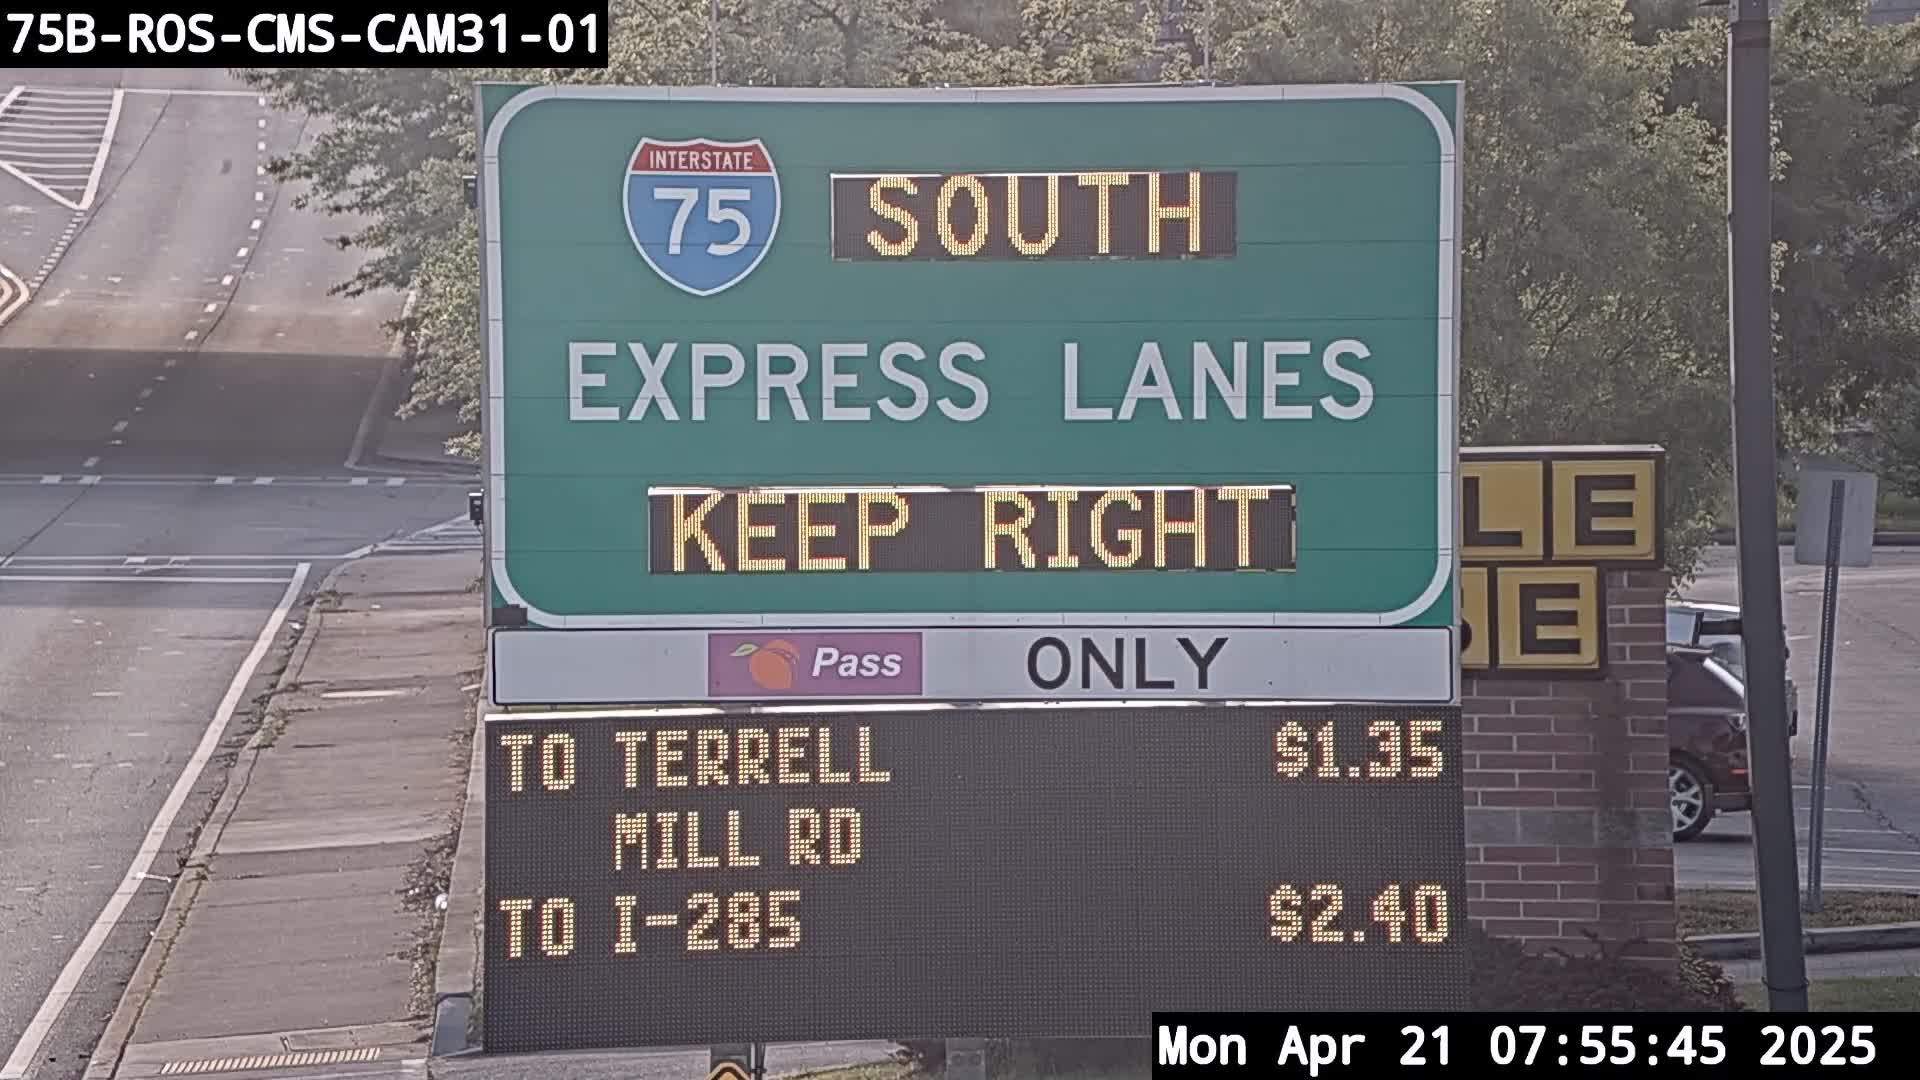 75B-ROS-CMS-CAM31-01
INTERSTATE
75
SOUTH
EXPRESS LANES
KEEP RIGHT
Pass ONLY
TO TERRELL $1.35
MILL RD
TO I-285 $2.40
LE
E
Mon Apr 21 07:55:45 2025